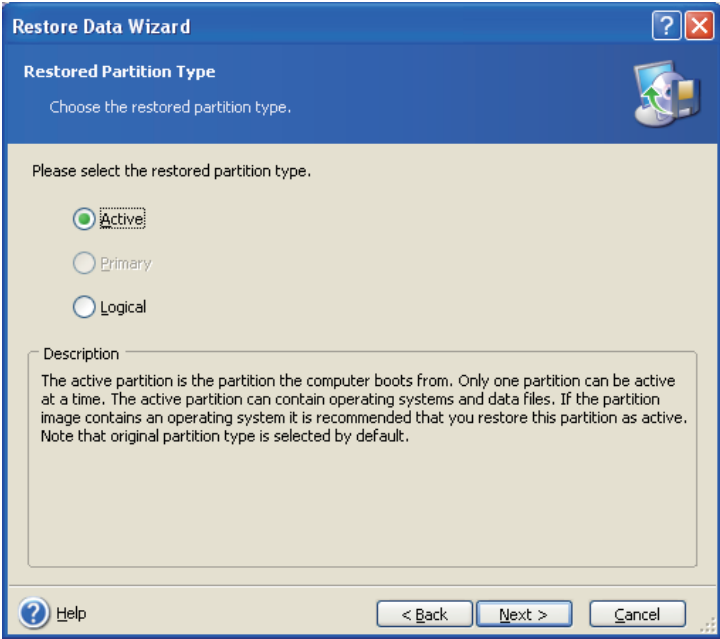 Restore Data Wizard
Restored Partition Type
Choose the restored partition type.
Please select the restored partition type.
Active
Primary
Logical
Description
The active partition is the partition the computer boots from. Only one partition can be active
at a time. The active partition can contain operating systems and data files. If the partition
image contains an operating system it is recommended that you restore this partition as active.
Note that original partition type is selected by default.
Help
< Back
Next >
Cancel